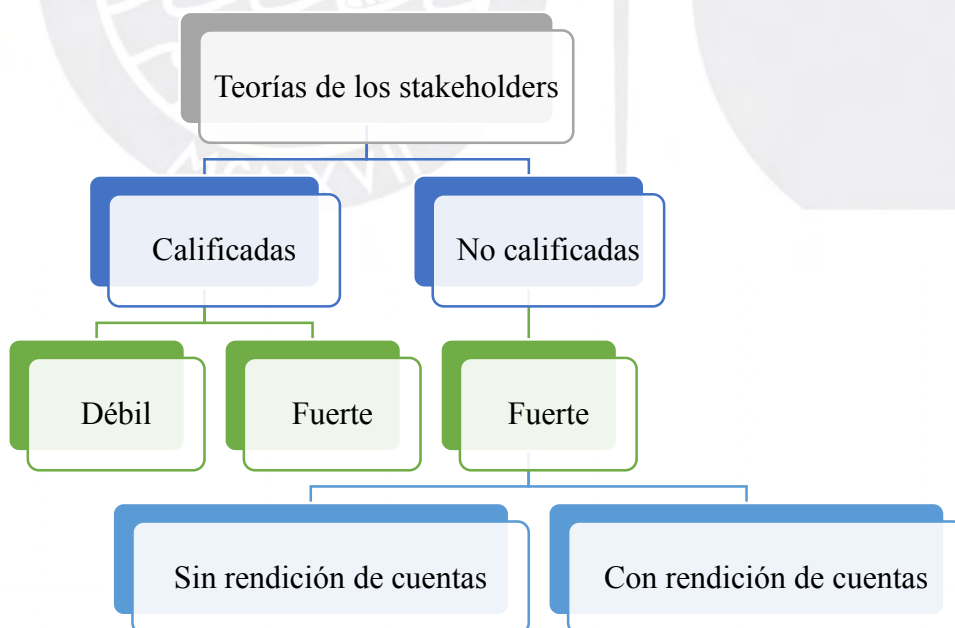 Teorías de los stakeholders
Calificadas
No calificadas
Débil
Fuerte
Fuerte
Sin rendición de cuentas
Con rendición de cuentas